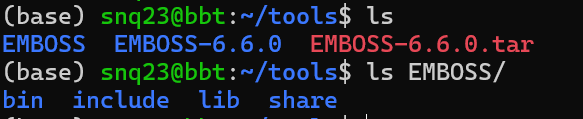 (base) snq23@bbt:~/tools$ ls
EMBOSS  EMBOSS-6.6.0  EMBOSS-6.6.0.tar
(base) snq23@bbt:~/tools$ ls EMBOSS/
bin  include  lib  share